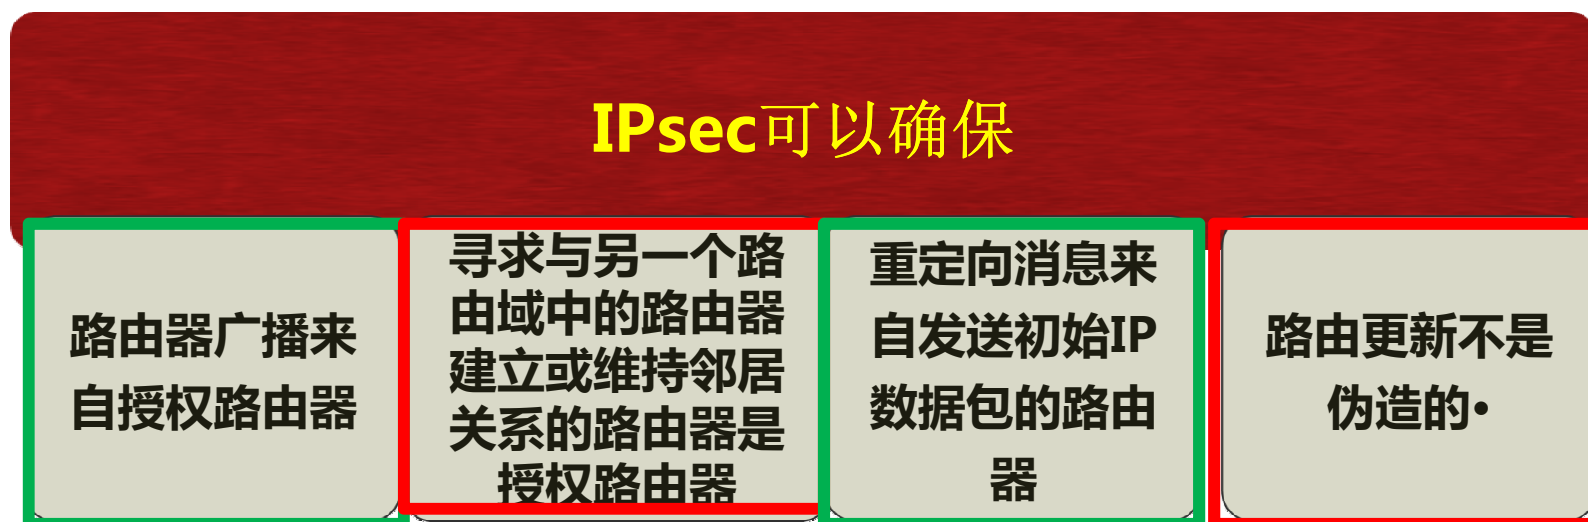 IPsec可以确保
路由器广播来
自授权路由器
寻求与另一个路
由域中的路由器
建立或维持邻居
关系的路由器是
授权路由器
重定向消息来
自发送初始IP
数据包的路由
器
路由更新不是
伪造的•